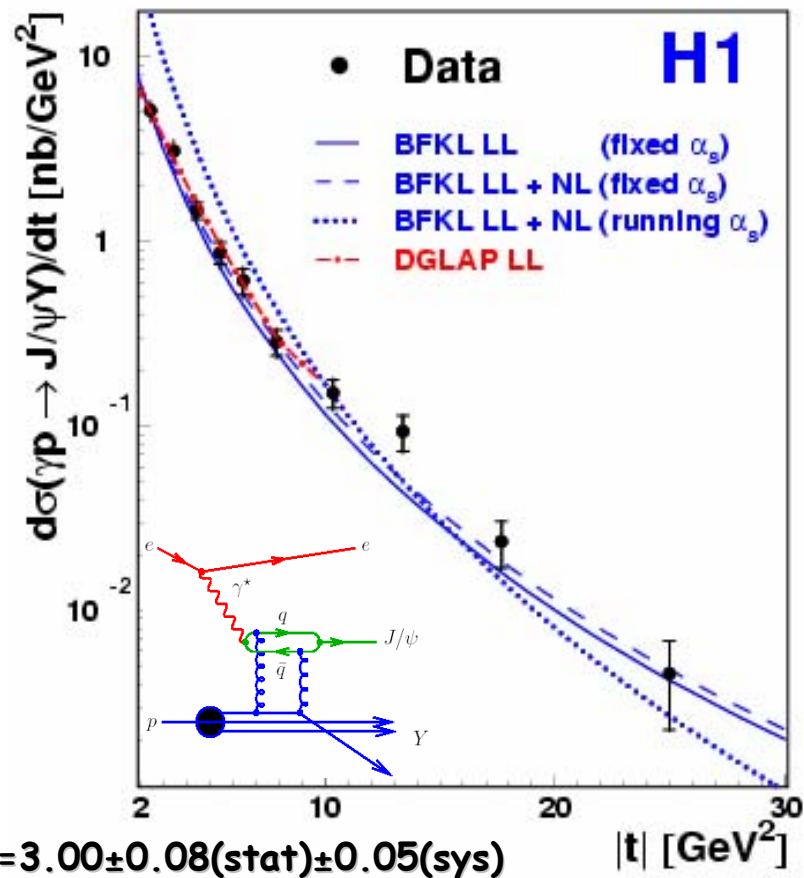 dσ(γp → J/ψY)/dt [nb/GeV²]
10
1
10⁻¹
10⁻²
Data
H1
BFKL LL (fixed αₛ)
BFKL LL + NL (fixed αₛ)
BFKL LL + NL (running αₛ)
DGLAP LL
e
e
γ⋆
q
q̄
J/ψ
p
Y
2
10
20
30
|t| [GeV²]
=3.00±0.08(stat)±0.05(sys)